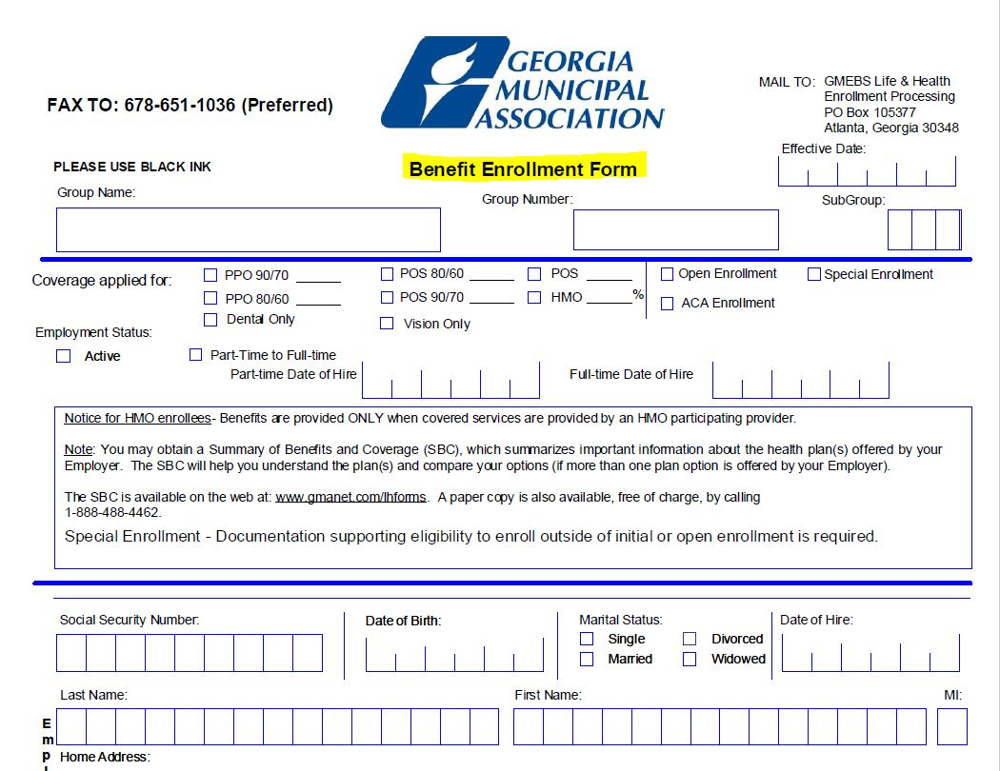 GEORGIA
MUNICIPAL
ASSOCIATION
FAX TO: 678-651-1036 (Preferred)
MAIL TO: GMEBS Life & Health
Enrollment Processing
PO Box 105377
Atlanta, Georgia 30348
Effective Date:
PLEASE USE BLACK INK
Benefit Enrollment Form
Group Name:
Group Number:
SubGroup:
Coverage applied for:
PPO 90/70 ______ POS 80/60 ______ POS ______ Open Enrollment Special Enrollment
PPO 80/60 ______ POS 90/70 ______ HMO ______% ACA Enrollment
Dental Only Vision Only
Employment Status:
Active Part-Time to Full-time
Part-time Date of Hire Full-time Date of Hire
Notice for HMO enrollees- Benefits are provided ONLY when covered services are provided by an HMO participating provider.
Note: You may obtain a Summary of Benefits and Coverage (SBC), which summarizes important information about the health plan(s) offered by your
Employer. The SBC will help you understand the plan(s) and compare your options (if more than one plan option is offered by your Employer).
The SBC is available on the web at: www.gmanet.com/lhforms. A paper copy is also available, free of charge, by calling
1-888-488-4462.
Special Enrollment - Documentation supporting eligibility to enroll outside of initial or open enrollment is required.
Social Security Number: Date of Birth: Marital Status: Date of Hire:
Single Divorced
Married Widowed
Last Name: First Name: MI:
E
m
p
Home Address: